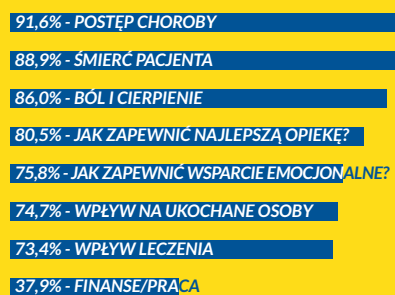 91,6% - POSTĘP CHOROBY
88,9% - ŚMIERĆ PACJENTA
86,0% - BÓL I CIERPIENIE
80,5% - JAK ZAPEWNIĆ NAJLEPSZĄ OPIEKĘ?
75,8% - JAK ZAPEWNIĆ WSPARCIE EMOCJONALNE?
74,7% - WPŁYW NA UKOCHANE OSOBY
73,4% - WPŁYW LECZENIA
37,9% - FINANSE/PRACA